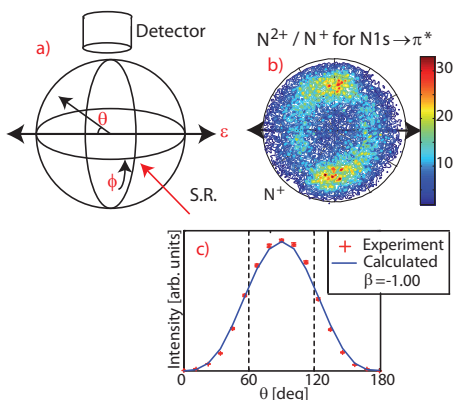 Detector
a)
θ
ε
ϕ
S.R.
N2+ / N+ for N1s→π*
b)
30
20
10
N+
c)
Experiment
Calculated
β=-1.00
Intensity [arb. units]
0
60
120
180
θ [deg]